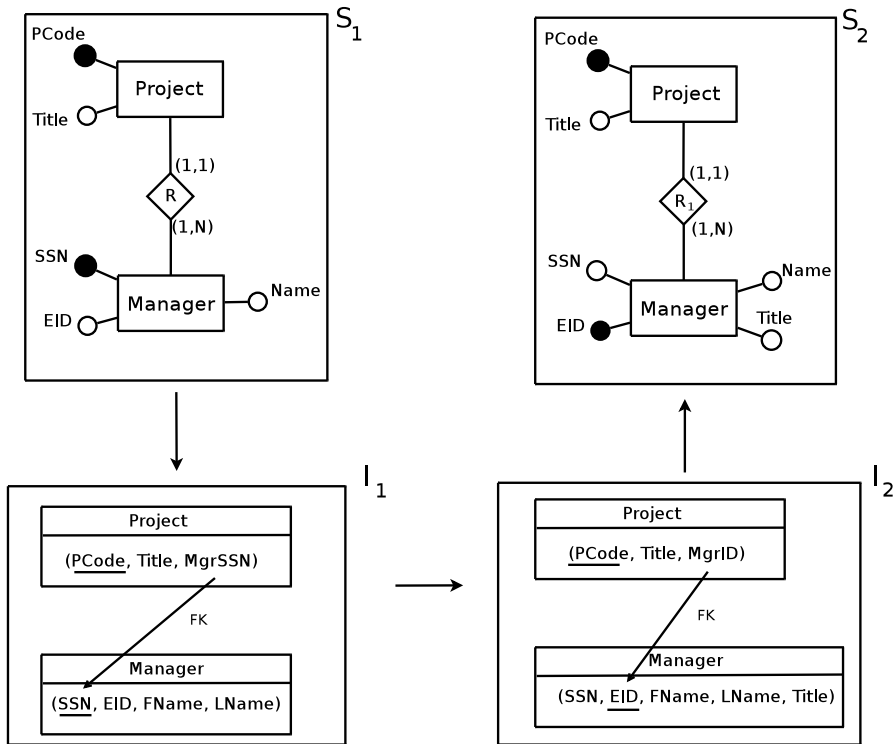 S1
PCode
Project
Title
(1,1)
R
(1,N)
SSN
Manager
Name
EID
S2
PCode
Project
Title
(1,1)
R1
(1,N)
SSN
Name
Manager
EID
Title
I1
Project
(PCode, Title, MgrSSN)
FK
Manager
(SSN, EID, FName, LName)
I2
Project
(PCode, Title, MgrID)
FK
Manager
(SSN, EID, FName, LName, Title)